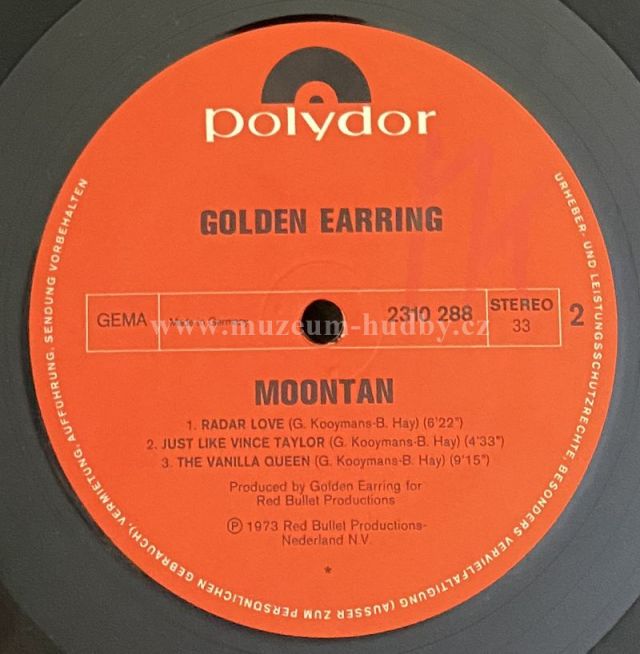 polydor
GOLDEN EARRING
GEMA
Made in Germany
2310 288
STEREO
33
2
www.muzeum-hudby.cz
MOONTAN
1. RADAR LOVE (G. Kooymans-B. Hay) (6'22")
2. JUST LIKE VINCE TAYLOR (G. Kooymans-B. Hay) (4'33")
3. THE VANILLA QUEEN (G. Kooymans-B. Hay) (9'15")
Produced by Golden Earring for
Red Bullet Productions
℗ 1973 Red Bullet Productions-
Nederland N.V.
*
URHEBER- UND LEISTUNGSSCHUTZRECHTE, BESONDERS VERVIELFÄLTIGUNG (AUSSER ZUM PERSÖNLICHEN GEBRAUCH), VERMIETUNG, AUFFÜHRUNG, SENDUNG VORBEHALTEN